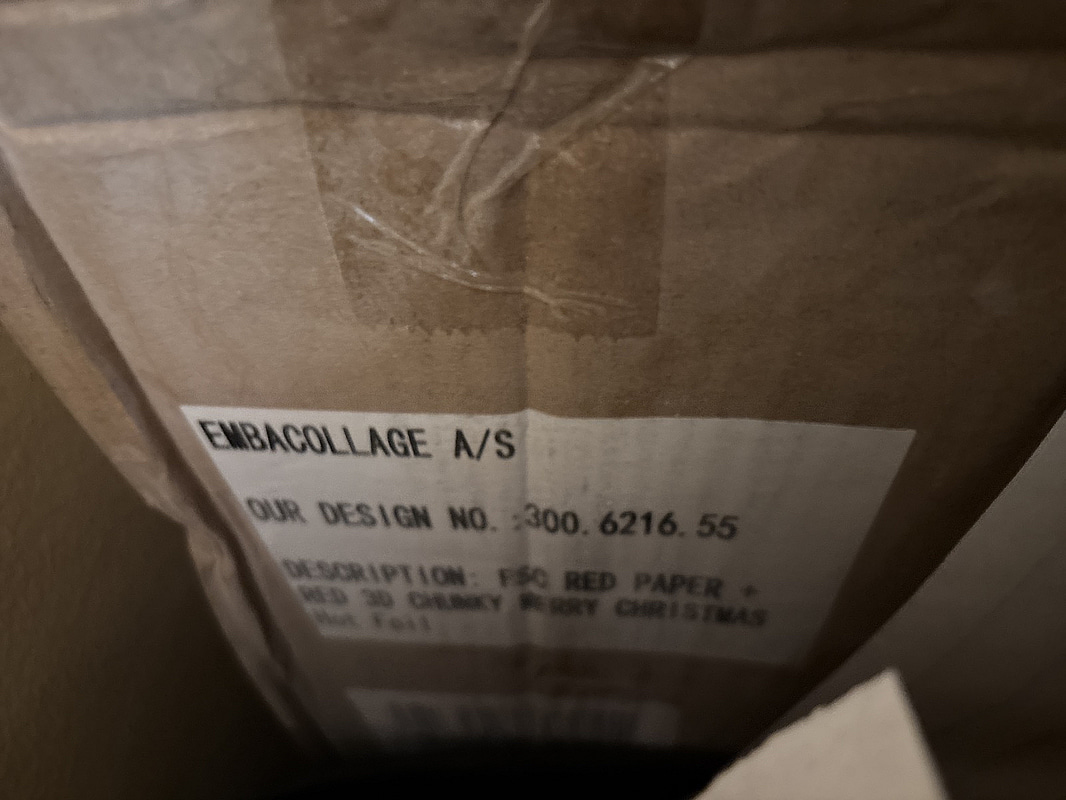 EMBACOLLAGE A/S
OUR DESIGN NO. :300.6216.55
DESCRIPTION: FSC RED PAPER +
RED 3D CHUNKY MERRY CHRISTMAS
Hot Foil